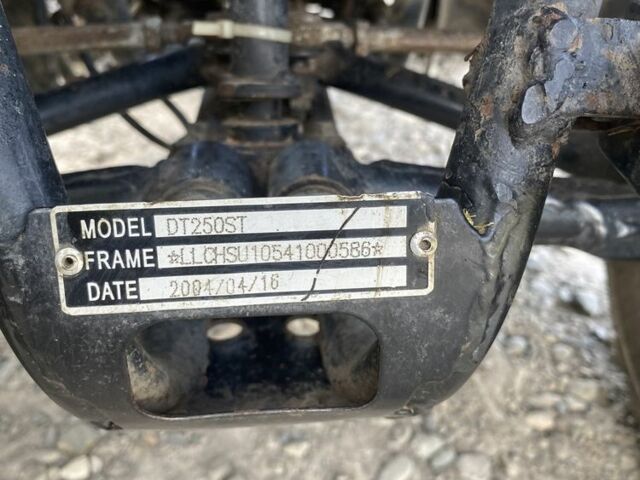 MODEL DT250ST
FRAME *LLCHSU10541000586*
DATE 2004/04/16